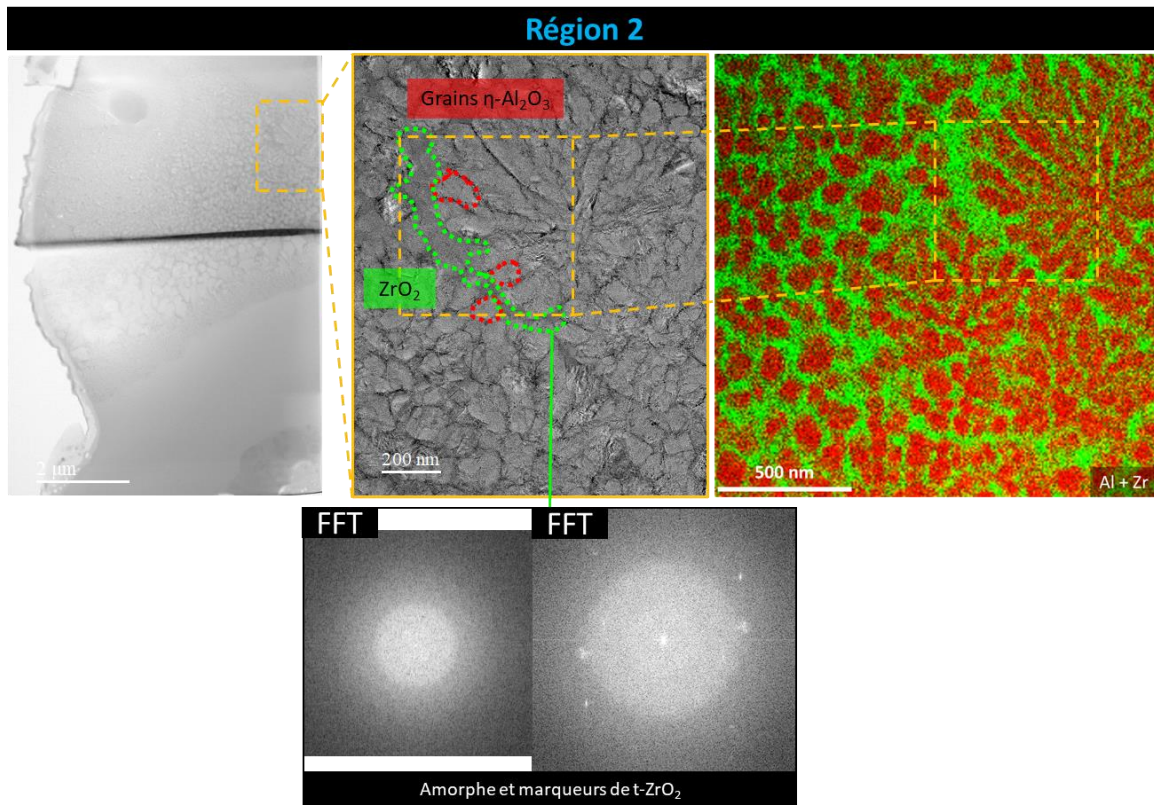 Région 2
Grains η-Al₂O₃
ZrO₂
2 µm
200 nm
500 nm
Al + Zr
FFT
FFT
Amorphe et marqueurs de t-ZrO₂